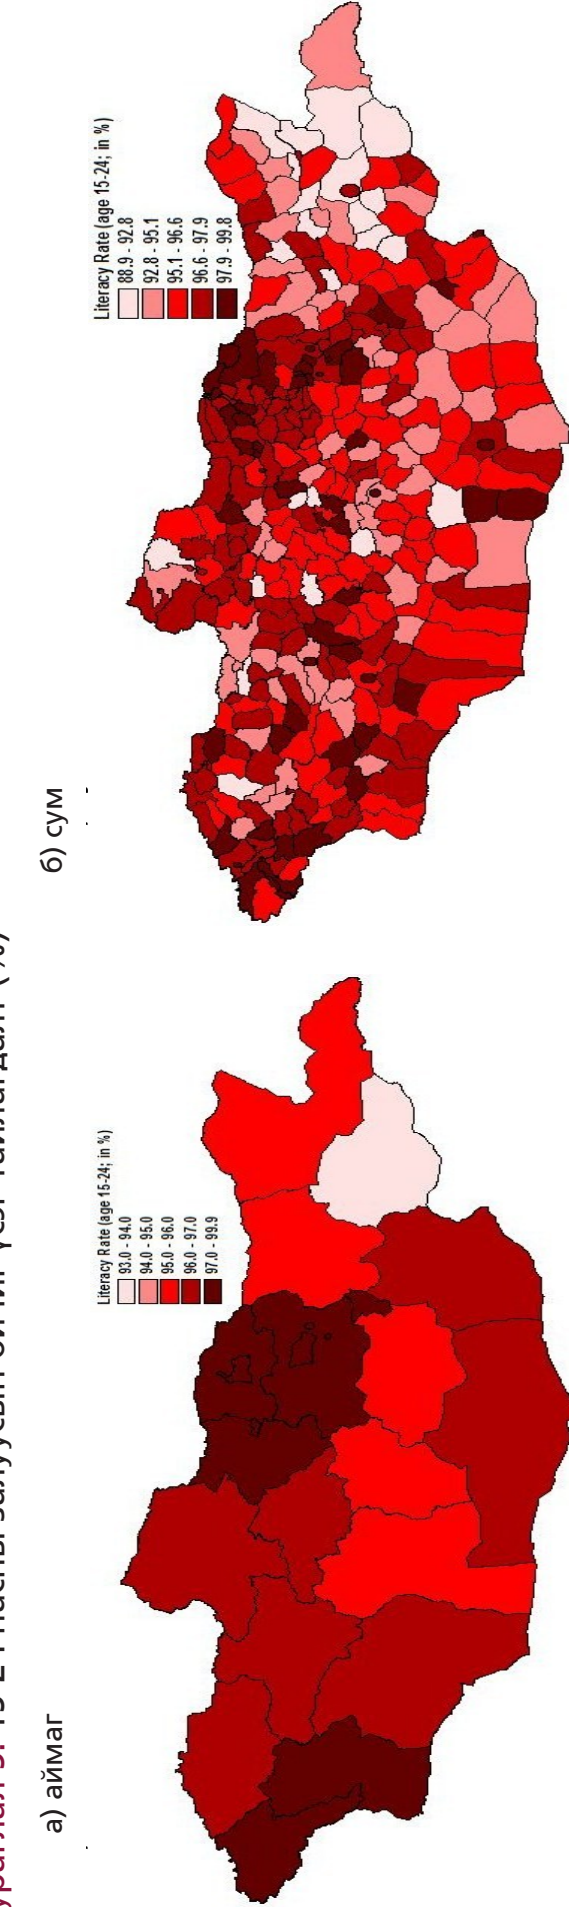 15-24 насны залуусын бичиг үсэг тайлагдалт (%)
а) аймаг
Literacy Rate (age 15-24; in %)
93.0 - 94.0
94.0 - 95.0
95.0 - 96.0
96.0 - 97.0
97.0 - 99.9
б) сум
Literacy Rate (age 15-24; in %)
88.9 - 92.8
92.8 - 95.1
95.1 - 96.6
96.6 - 97.9
97.9 - 99.8